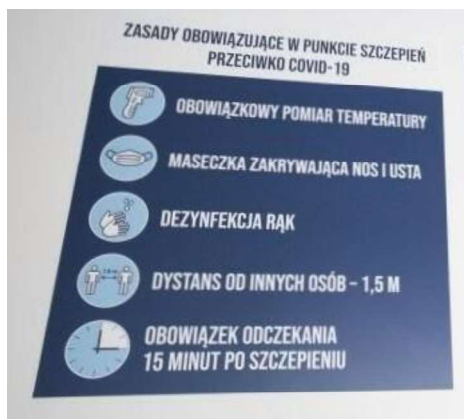 ZASADY OBOWIĄZUJĄCE W PUNKCIE SZCZEPIEŃ
PRZECIWKO COVID-19
OBOWIĄZKOWY POMIAR TEMPERATURY
MASECZKA ZAKRYWAJĄCA NOS I USTA
DEZYNFEKCJA RĄK
DYSTANS OD INNYCH OSÓB – 1,5 M
OBOWIĄZEK ODCZEKANIA
15 MINUT PO SZCZEPIENIU